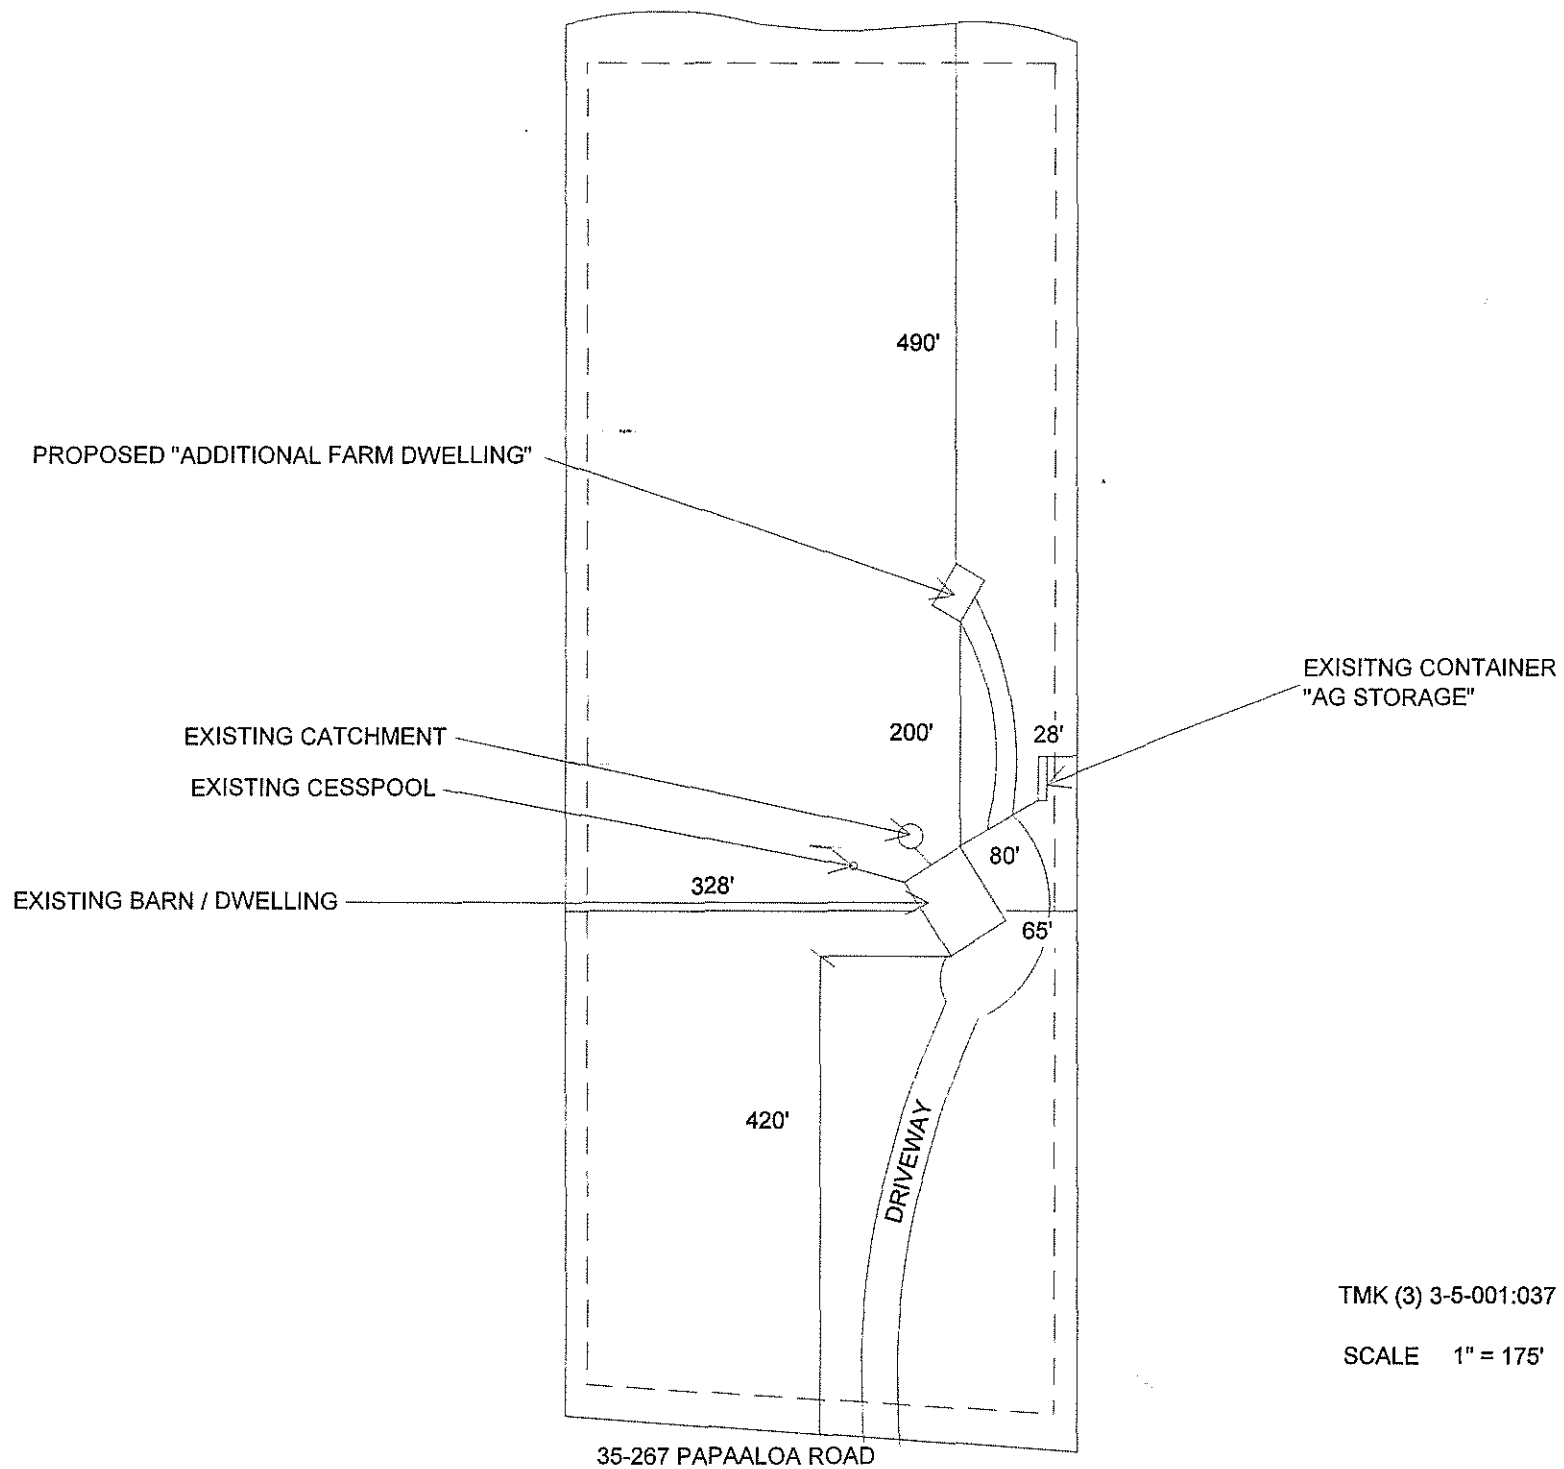 490'
PROPOSED "ADDITIONAL FARM DWELLING"
EXISITNG CONTAINER
"AG STORAGE"
200'
28'
EXISTING CATCHMENT
EXISTING CESSPOOL
80'
328'
EXISTING BARN / DWELLING
65'
420'
DRIVEWAY
TMK (3) 3-5-001:037
SCALE 1" = 175'
35-267 PAPAALOA ROAD